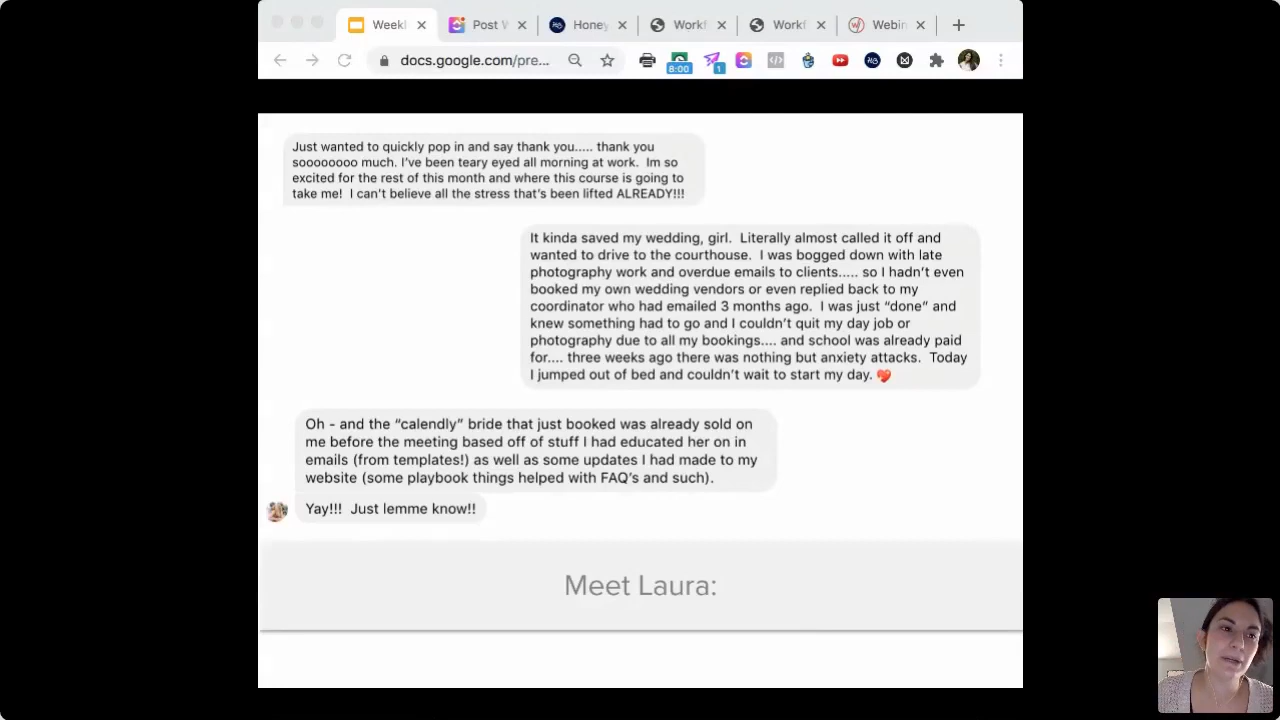 Weekl
Post V
Honey
Workf
Workf
Webin
docs.google.com/pre...
8:00
1
Just wanted to quickly pop in and say thank you..... thank you
soooooooo much. I've been teary eyed all morning at work. Im so
excited for the rest of this month and where this course is going to
take me! I can't believe all the stress that's been lifted ALREADY!!!
It kinda saved my wedding, girl. Literally almost called it off and
wanted to drive to the courthouse. I was bogged down with late
photography work and overdue emails to clients..... so I hadn't even
booked my own wedding vendors or even replied back to my
coordinator who had emailed 3 months ago. I was just “done” and
knew something had to go and I couldn't quit my day job or
photography due to all my bookings.... and school was already paid
for.... three weeks ago there was nothing but anxiety attacks. Today
I jumped out of bed and couldn't wait to start my day.
Oh - and the “calendly” bride that just booked was already sold on
me before the meeting based off of stuff I had educated her on in
emails (from templates!) as well as some updates I had made to my
website (some playbook things helped with FAQ's and such).
Yay!!! Just lemme know!!
Meet Laura: